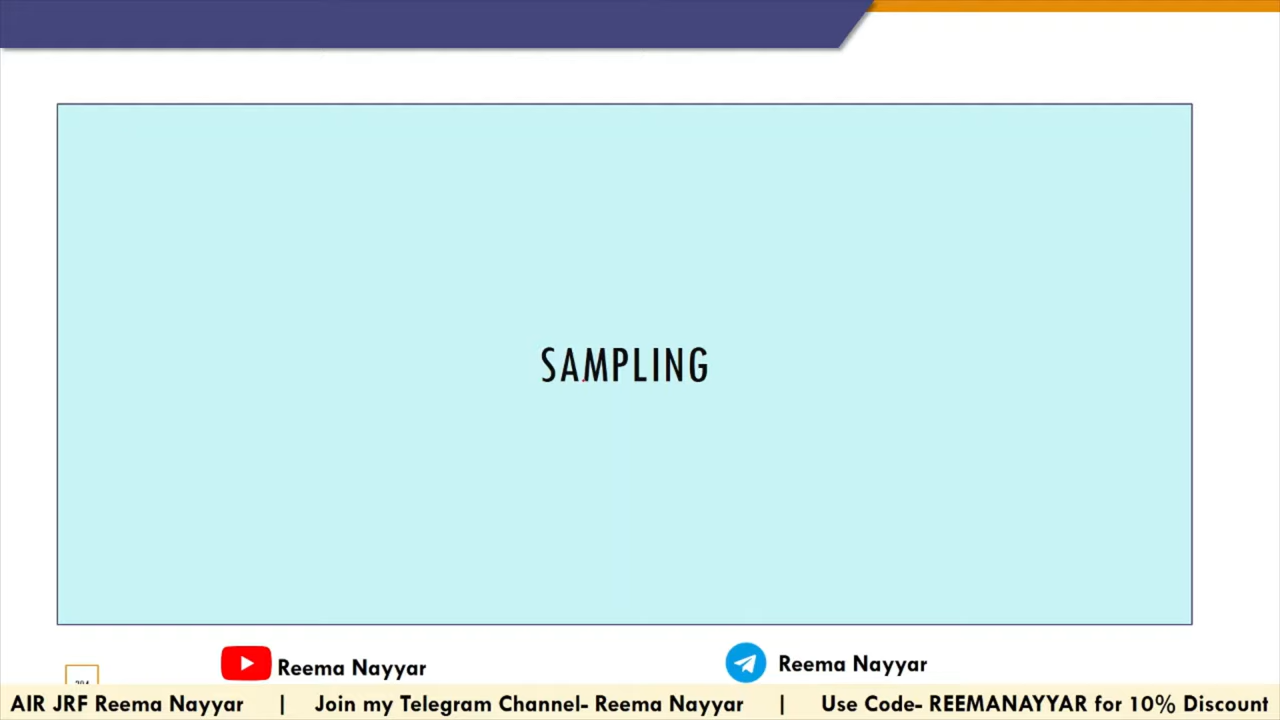 SAMPLING
Reema Nayyar
Reema Nayyar
AIR JRF Reema Nayyar | Join my Telegram Channel- Reema Nayyar | Use Code- REEMANAYYAR for 10% Discount